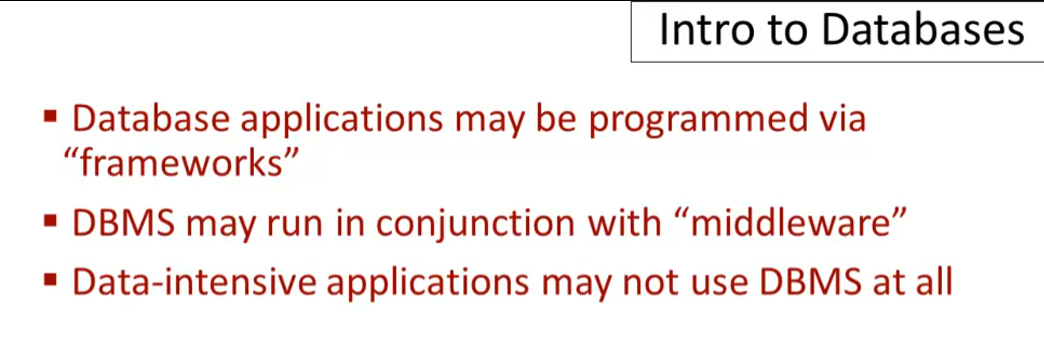 Intro to Databases
▪ Database applications may be programmed via
“frameworks”
▪ DBMS may run in conjunction with “middleware”
▪ Data-intensive applications may not use DBMS at all